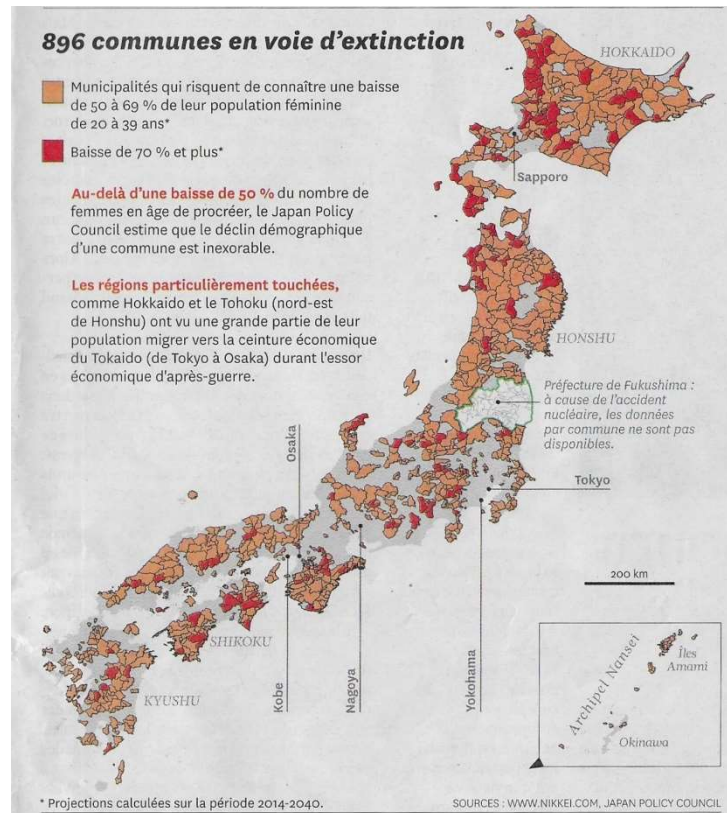 896 communes en voie d'extinction
Municipalités qui risquent de connaître une baisse
de 50 à 69 % de leur population féminine
de 20 à 39 ans*
Baisse de 70 % et plus*
Au-delà d'une baisse de 50 % du nombre de
femmes en âge de procréer, le Japan Policy
Council estime que le déclin démographique
d'une commune est inexorable.
Les régions particulièrement touchées,
comme Hokkaido et le Tohoku (nord-est
de Honshu) ont vu une grande partie de leur
population migrer vers la ceinture économique
du Tokaido (de Tokyo à Osaka) durant l'essor
économique d'après-guerre.
HOKKAIDO
Sapporo
HONSHU
Préfecture de Fukushima :
à cause de l'accident
nucléaire, les données
par commune ne sont pas
disponibles.
Osaka
Tokyo
200 km
SHIKOKU
KYUSHU
Kobe
Nagoya
Yokohama
Archipel Nansei
Îles
Amami
Okinawa
* Projections calculées sur la période 2014-2040.
SOURCES : WWW.NIKKEI.COM, JAPAN POLICY COUNCIL